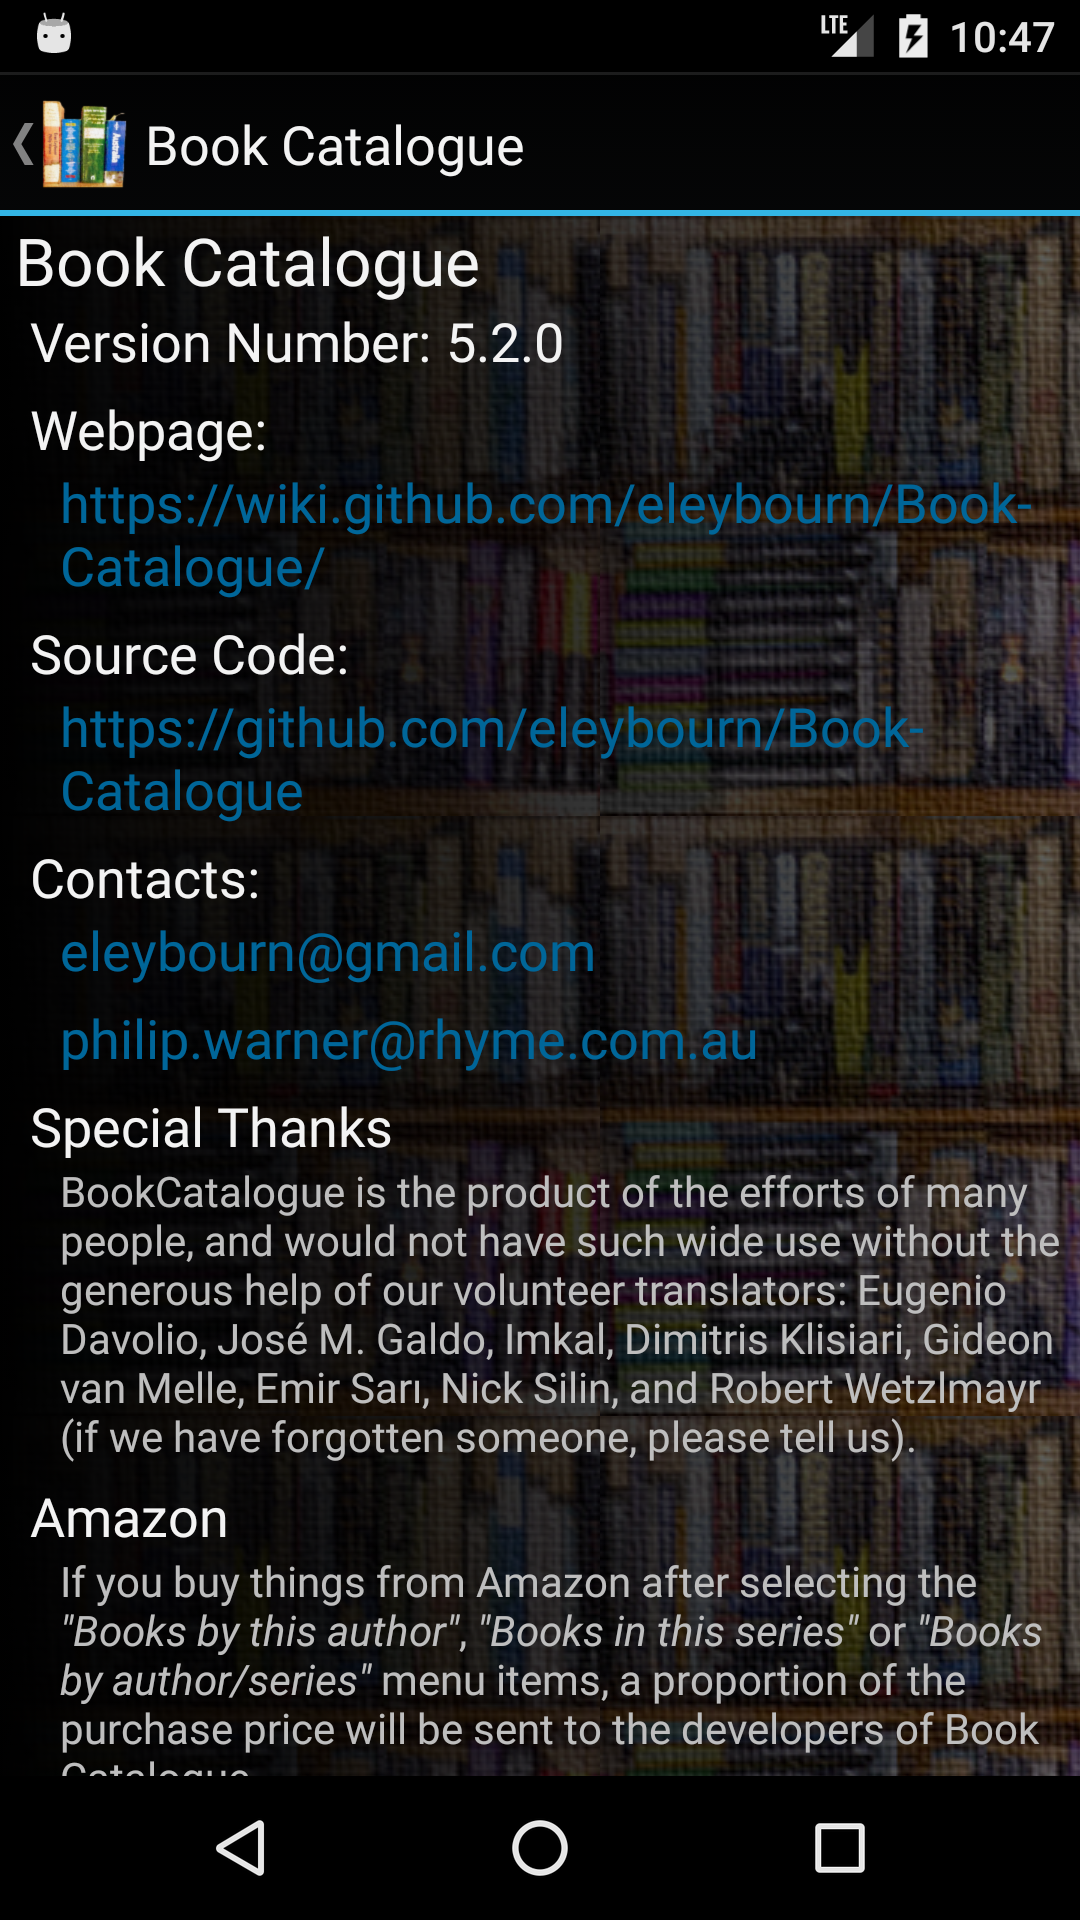 LTE 10:47
Book Catalogue
Book Catalogue
Version Number: 5.2.0
Webpage:
https://wiki.github.com/eleybourn/Book-
Catalogue/
Source Code:
https://github.com/eleybourn/Book-
Catalogue
Contacts:
eleybourn@gmail.com
philip.warner@rhyme.com.au
Special Thanks
BookCatalogue is the product of the efforts of many
people, and would not have such wide use without the
generous help of our volunteer translators: Eugenio
Davolio, José M. Galdo, Imkal, Dimitris Klisiari, Gideon
van Melle, Emir Sarı, Nick Silin, and Robert Wetzlmayr
(if we have forgotten someone, please tell us).
Amazon
If you buy things from Amazon after selecting the
"Books by this author", "Books in this series" or "Books
by author/series" menu items, a proportion of the
purchase price will be sent to the developers of Book
Catalogue